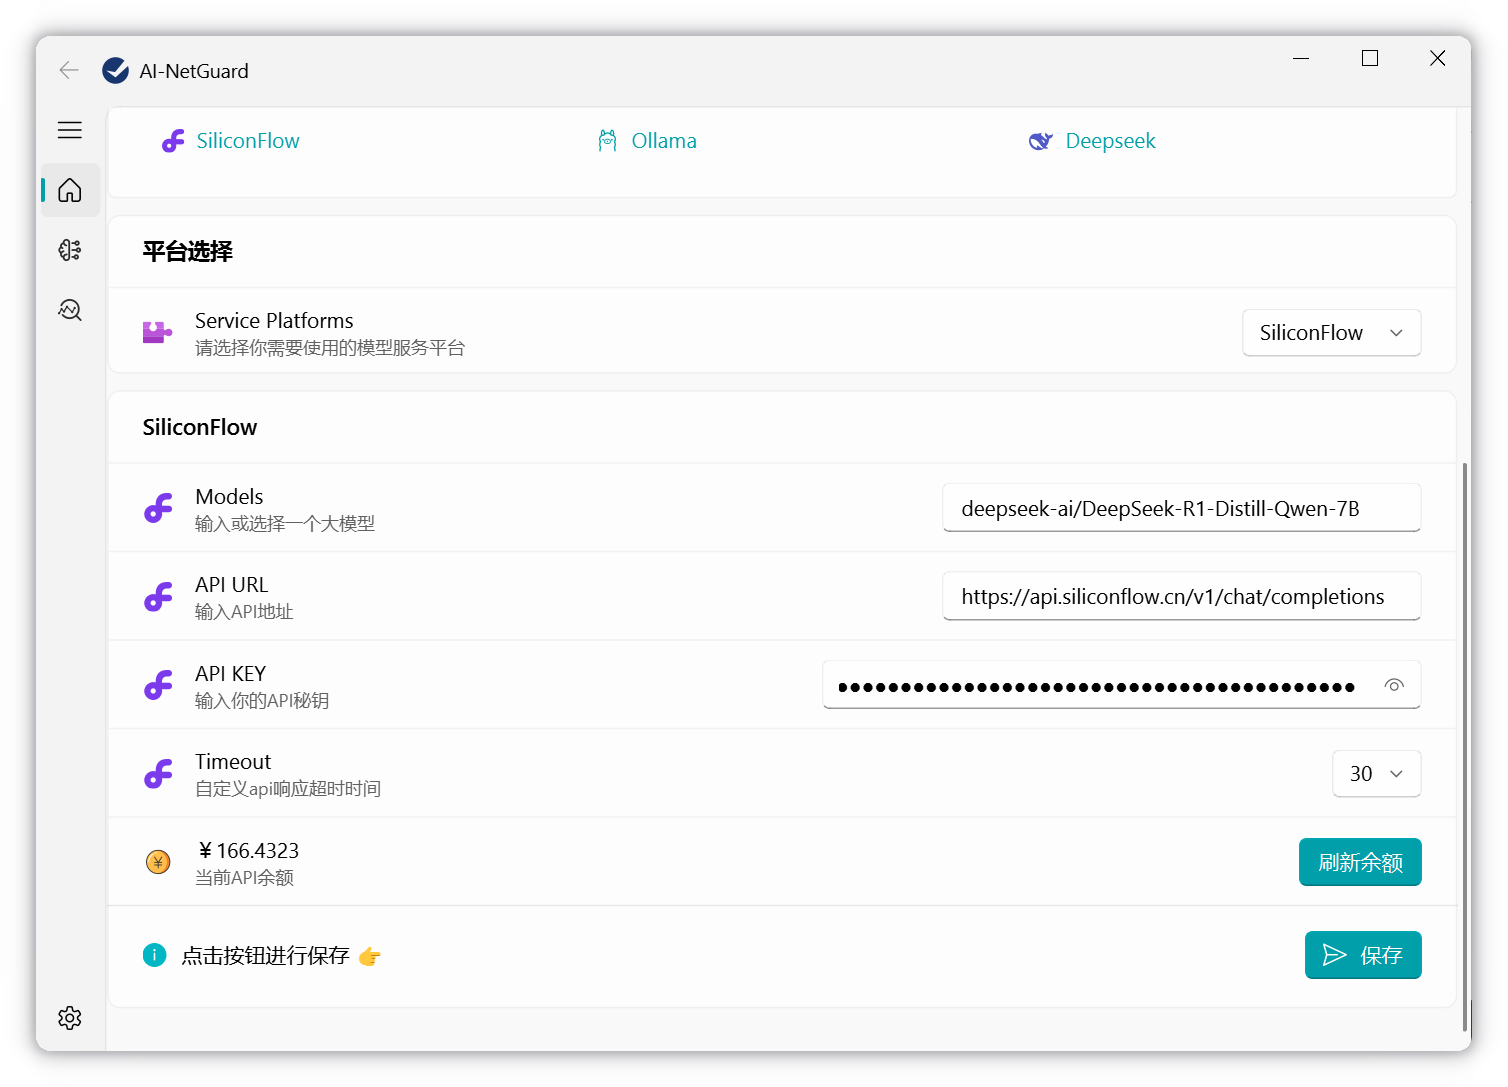 AI-NetGuard
SiliconFlow
Ollama
Deepseek
平台选择
Service Platforms
请选择你需要使用的模型服务平台
SiliconFlow
SiliconFlow
Models
输入或选择一个大模型
deepseek-ai/DeepSeek-R1-Distill-Qwen-7B
API URL
输入API地址
https://api.siliconflow.cn/v1/chat/completions
API KEY
输入你的API秘钥
●●●●●●●●●●●●●●●●●●●●●●●●●●●●●●●●●●●●●●●●●●●
Timeout
自定义api响应超时时间
30
￥166.4323
当前API余额
刷新余额
点击按钮进行保存 👉
保存